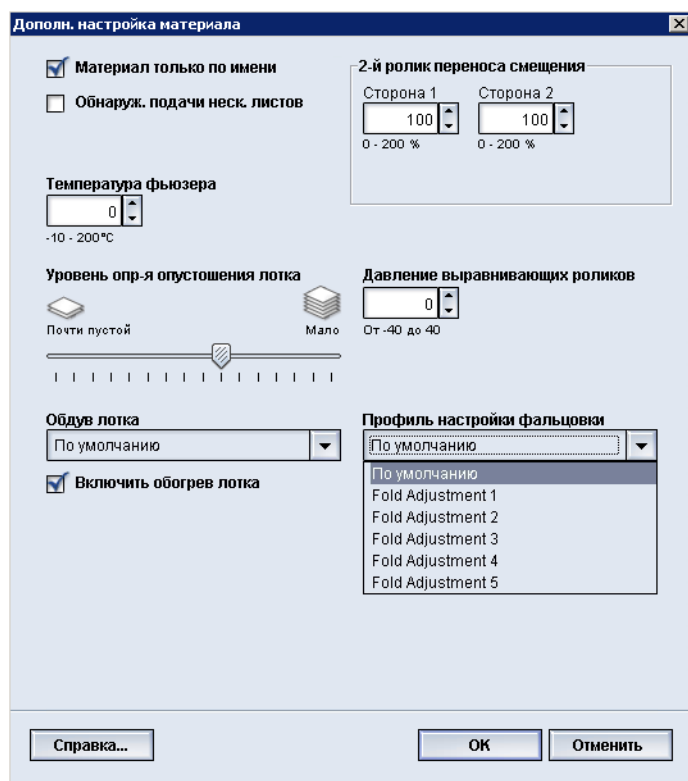 Дополн. настройка материала
Материал только по имени
Обнаруж. подачи неск. листов
2-й ролик переноса смещения
Сторона 1 Сторона 2
100 100
0 - 200 % 0 - 200 %
Температура фьюзера
0
-10 - 200°C
Уровень опр-я опустошения лотка
Почти пустой Мало
Давление выравнивающих роликов
0
От -40 до 40
Обдув лотка
По умолчанию
Включить обогрев лотка
Профиль настройки фальцовки
По умолчанию
По умолчанию
Fold Adjustment 1
Fold Adjustment 2
Fold Adjustment 3
Fold Adjustment 4
Fold Adjustment 5
Справка... OK Отменить